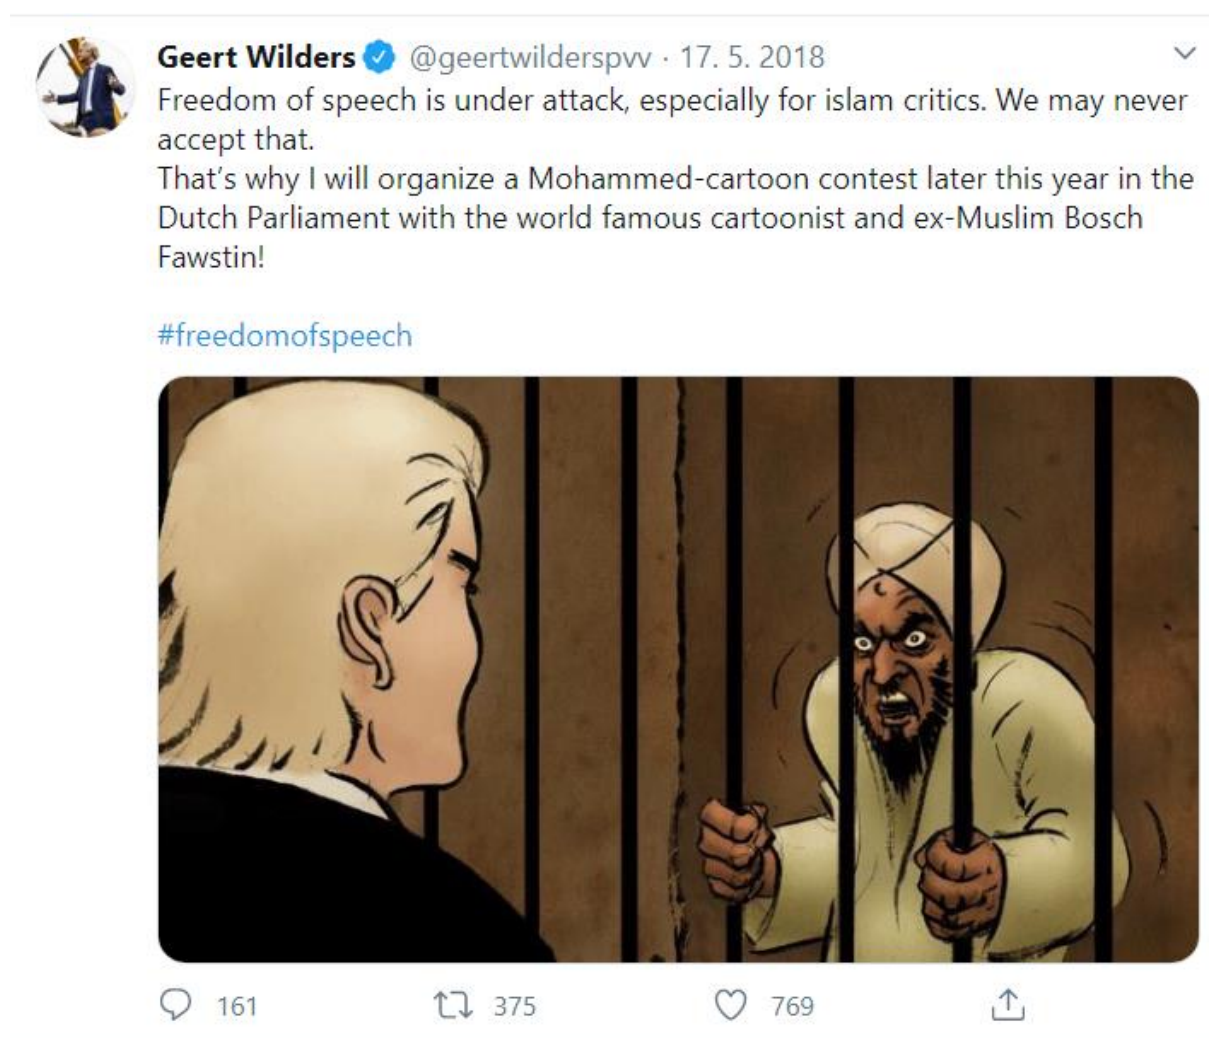 Geert Wilders @geertwilderspvv · 17. 5. 2018
Freedom of speech is under attack, especially for islam critics. We may never
accept that.
That's why I will organize a Mohammed-cartoon contest later this year in the
Dutch Parliament with the world famous cartoonist and ex-Muslim Bosch
Fawstin!
#freedomofspeech
161 375 769